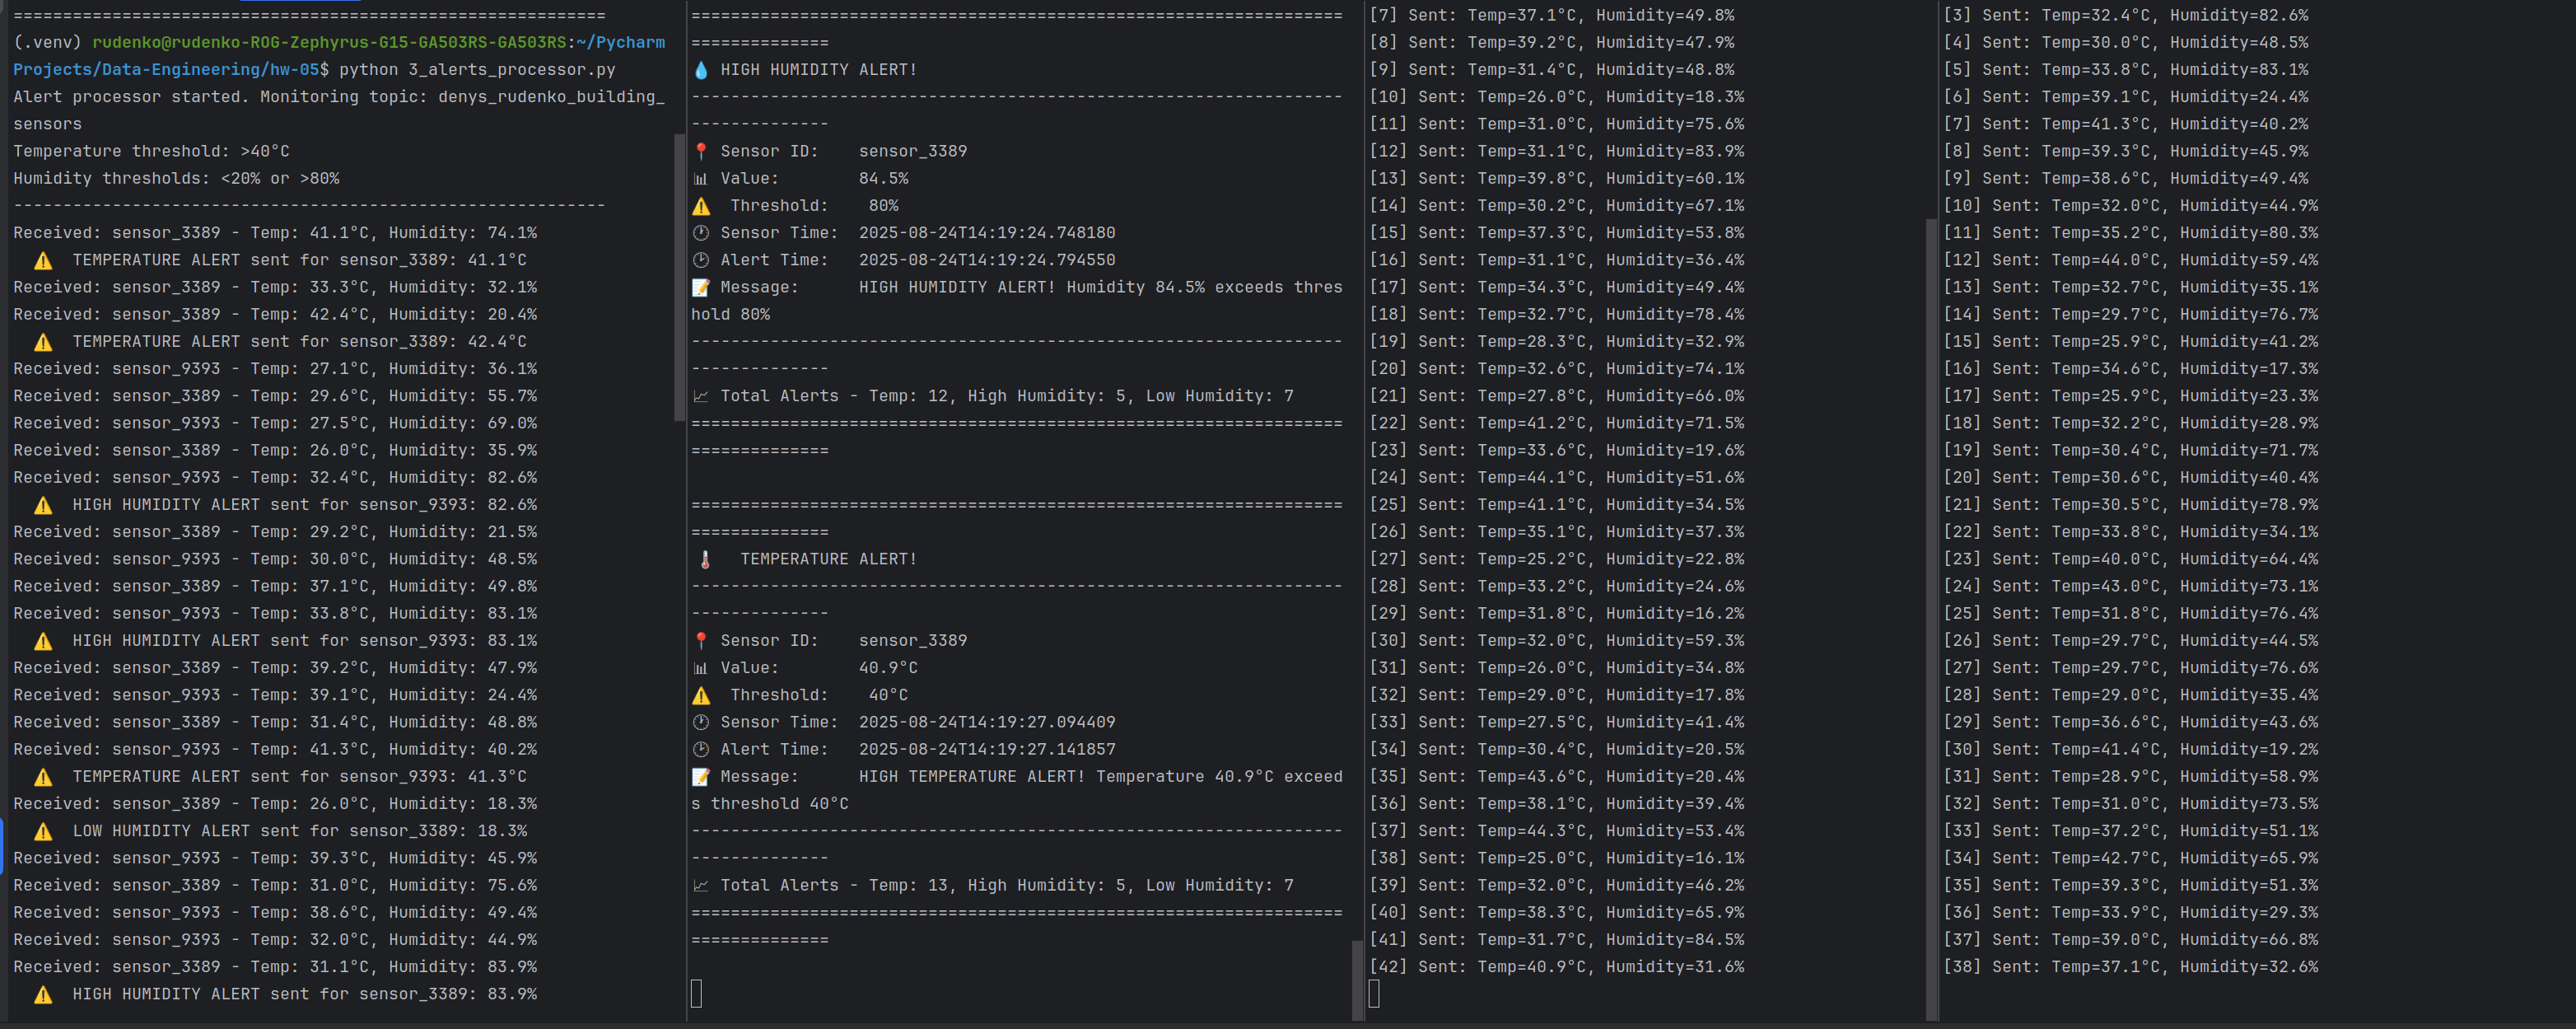 ============================================================
(.venv) rudenko@rudenko-ROG-Zephyrus-G15-GA503RS-GA503RS:~/Pycharm
Projects/Data-Engineering/hw-05$ python 3_alerts_processor.py
Alert processor started. Monitoring topic: denys_rudenko_building_
sensors
Temperature threshold: >40°C
Humidity thresholds: <20% or >80%
------------------------------------------------------------
Received: sensor_3389 - Temp: 41.1°C, Humidity: 74.1%
⚠️ TEMPERATURE ALERT sent for sensor_3389: 41.1°C
Received: sensor_3389 - Temp: 33.3°C, Humidity: 32.1%
Received: sensor_3389 - Temp: 42.4°C, Humidity: 20.4%
⚠️ TEMPERATURE ALERT sent for sensor_3389: 42.4°C
Received: sensor_9393 - Temp: 27.1°C, Humidity: 36.1%
Received: sensor_3389 - Temp: 29.6°C, Humidity: 55.7%
Received: sensor_9393 - Temp: 27.5°C, Humidity: 69.0%
Received: sensor_3389 - Temp: 26.0°C, Humidity: 35.9%
Received: sensor_9393 - Temp: 32.4°C, Humidity: 82.6%
⚠️ HIGH HUMIDITY ALERT sent for sensor_9393: 82.6%
Received: sensor_3389 - Temp: 29.2°C, Humidity: 21.5%
Received: sensor_9393 - Temp: 30.0°C, Humidity: 48.5%
Received: sensor_3389 - Temp: 37.1°C, Humidity: 49.8%
Received: sensor_9393 - Temp: 33.8°C, Humidity: 83.1%
⚠️ HIGH HUMIDITY ALERT sent for sensor_9393: 83.1%
Received: sensor_3389 - Temp: 39.2°C, Humidity: 47.9%
Received: sensor_9393 - Temp: 39.1°C, Humidity: 24.4%
Received: sensor_3389 - Temp: 31.4°C, Humidity: 48.8%
Received: sensor_9393 - Temp: 41.3°C, Humidity: 40.2%
⚠️ TEMPERATURE ALERT sent for sensor_9393: 41.3°C
Received: sensor_3389 - Temp: 26.0°C, Humidity: 18.3%
⚠️ LOW HUMIDITY ALERT sent for sensor_3389: 18.3%
Received: sensor_9393 - Temp: 39.3°C, Humidity: 45.9%
Received: sensor_3389 - Temp: 31.0°C, Humidity: 75.6%
Received: sensor_9393 - Temp: 38.6°C, Humidity: 49.4%
Received: sensor_9393 - Temp: 32.0°C, Humidity: 44.9%
Received: sensor_3389 - Temp: 31.1°C, Humidity: 83.9%
⚠️ HIGH HUMIDITY ALERT sent for sensor_3389: 83.9%
==================================================================
==============
💧 HIGH HUMIDITY ALERT!
------------------------------------------------------------------
--------------
📍 Sensor ID: sensor_3389
📊 Value: 84.5%
⚠️ Threshold: 80%
🕐 Sensor Time: 2025-08-24T14:19:24.748180
🕑 Alert Time: 2025-08-24T14:19:24.794550
📝 Message: HIGH HUMIDITY ALERT! Humidity 84.5% exceeds thres
hold 80%
------------------------------------------------------------------
--------------
📈 Total Alerts - Temp: 12, High Humidity: 5, Low Humidity: 7
==================================================================
==============
==================================================================
==============
🌡️ TEMPERATURE ALERT!
------------------------------------------------------------------
--------------
📍 Sensor ID: sensor_3389
📊 Value: 40.9°C
⚠️ Threshold: 40°C
🕐 Sensor Time: 2025-08-24T14:19:27.094409
🕑 Alert Time: 2025-08-24T14:19:27.141857
📝 Message: HIGH TEMPERATURE ALERT! Temperature 40.9°C exceed
s threshold 40°C
------------------------------------------------------------------
--------------
📈 Total Alerts - Temp: 13, High Humidity: 5, Low Humidity: 7
==================================================================
==============
[7] Sent: Temp=37.1°C, Humidity=49.8%
[8] Sent: Temp=39.2°C, Humidity=47.9%
[9] Sent: Temp=31.4°C, Humidity=48.8%
[10] Sent: Temp=26.0°C, Humidity=18.3%
[11] Sent: Temp=31.0°C, Humidity=75.6%
[12] Sent: Temp=31.1°C, Humidity=83.9%
[13] Sent: Temp=39.8°C, Humidity=60.1%
[14] Sent: Temp=30.2°C, Humidity=67.1%
[15] Sent: Temp=37.3°C, Humidity=53.8%
[16] Sent: Temp=31.1°C, Humidity=36.4%
[17] Sent: Temp=34.3°C, Humidity=49.4%
[18] Sent: Temp=32.7°C, Humidity=78.4%
[19] Sent: Temp=28.3°C, Humidity=32.9%
[20] Sent: Temp=32.6°C, Humidity=74.1%
[21] Sent: Temp=27.8°C, Humidity=66.0%
[22] Sent: Temp=41.2°C, Humidity=71.5%
[23] Sent: Temp=33.6°C, Humidity=19.6%
[24] Sent: Temp=44.1°C, Humidity=51.6%
[25] Sent: Temp=41.1°C, Humidity=34.5%
[26] Sent: Temp=35.1°C, Humidity=37.3%
[27] Sent: Temp=25.2°C, Humidity=22.8%
[28] Sent: Temp=33.2°C, Humidity=24.6%
[29] Sent: Temp=31.8°C, Humidity=16.2%
[30] Sent: Temp=32.0°C, Humidity=59.3%
[31] Sent: Temp=26.0°C, Humidity=34.8%
[32] Sent: Temp=29.0°C, Humidity=17.8%
[33] Sent: Temp=27.5°C, Humidity=41.4%
[34] Sent: Temp=30.4°C, Humidity=20.5%
[35] Sent: Temp=43.6°C, Humidity=20.4%
[36] Sent: Temp=38.1°C, Humidity=39.4%
[37] Sent: Temp=44.3°C, Humidity=53.4%
[38] Sent: Temp=25.0°C, Humidity=16.1%
[39] Sent: Temp=32.0°C, Humidity=46.2%
[40] Sent: Temp=38.3°C, Humidity=65.9%
[41] Sent: Temp=31.7°C, Humidity=84.5%
[42] Sent: Temp=40.9°C, Humidity=31.6%
[3] Sent: Temp=32.4°C, Humidity=82.6%
[4] Sent: Temp=30.0°C, Humidity=48.5%
[5] Sent: Temp=33.8°C, Humidity=83.1%
[6] Sent: Temp=39.1°C, Humidity=24.4%
[7] Sent: Temp=41.3°C, Humidity=40.2%
[8] Sent: Temp=39.3°C, Humidity=45.9%
[9] Sent: Temp=38.6°C, Humidity=49.4%
[10] Sent: Temp=32.0°C, Humidity=44.9%
[11] Sent: Temp=35.2°C, Humidity=80.3%
[12] Sent: Temp=44.0°C, Humidity=59.4%
[13] Sent: Temp=32.7°C, Humidity=35.1%
[14] Sent: Temp=29.7°C, Humidity=76.7%
[15] Sent: Temp=25.9°C, Humidity=41.2%
[16] Sent: Temp=34.6°C, Humidity=17.3%
[17] Sent: Temp=25.9°C, Humidity=23.3%
[18] Sent: Temp=32.2°C, Humidity=28.9%
[19] Sent: Temp=30.4°C, Humidity=71.7%
[20] Sent: Temp=30.6°C, Humidity=40.4%
[21] Sent: Temp=30.5°C, Humidity=78.9%
[22] Sent: Temp=33.8°C, Humidity=34.1%
[23] Sent: Temp=40.0°C, Humidity=64.4%
[24] Sent: Temp=43.0°C, Humidity=73.1%
[25] Sent: Temp=31.8°C, Humidity=76.4%
[26] Sent: Temp=29.7°C, Humidity=44.5%
[27] Sent: Temp=29.7°C, Humidity=76.6%
[28] Sent: Temp=29.0°C, Humidity=35.4%
[29] Sent: Temp=36.6°C, Humidity=43.6%
[30] Sent: Temp=41.4°C, Humidity=19.2%
[31] Sent: Temp=28.9°C, Humidity=58.9%
[32] Sent: Temp=31.0°C, Humidity=73.5%
[33] Sent: Temp=37.2°C, Humidity=51.1%
[34] Sent: Temp=42.7°C, Humidity=65.9%
[35] Sent: Temp=39.3°C, Humidity=51.3%
[36] Sent: Temp=33.9°C, Humidity=29.3%
[37] Sent: Temp=39.0°C, Humidity=66.8%
[38] Sent: Temp=37.1°C, Humidity=32.6%